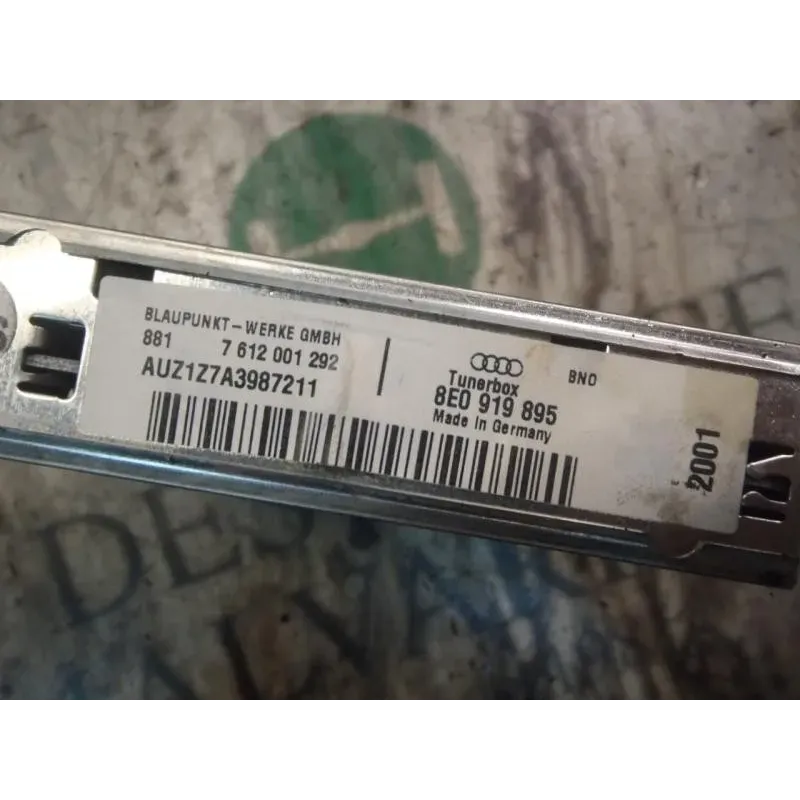 BLAUPUNKT-WERKE GMBH
881 7 612 001 292
AUZ1Z7A3987211
Tunerbox
8E0 919 895
Made in Germany
BNO
2001